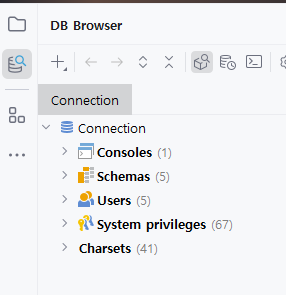 DB Browser
Connection
Connection
Consoles (1)
Schemas (5)
Users (5)
System privileges (67)
Charsets (41)